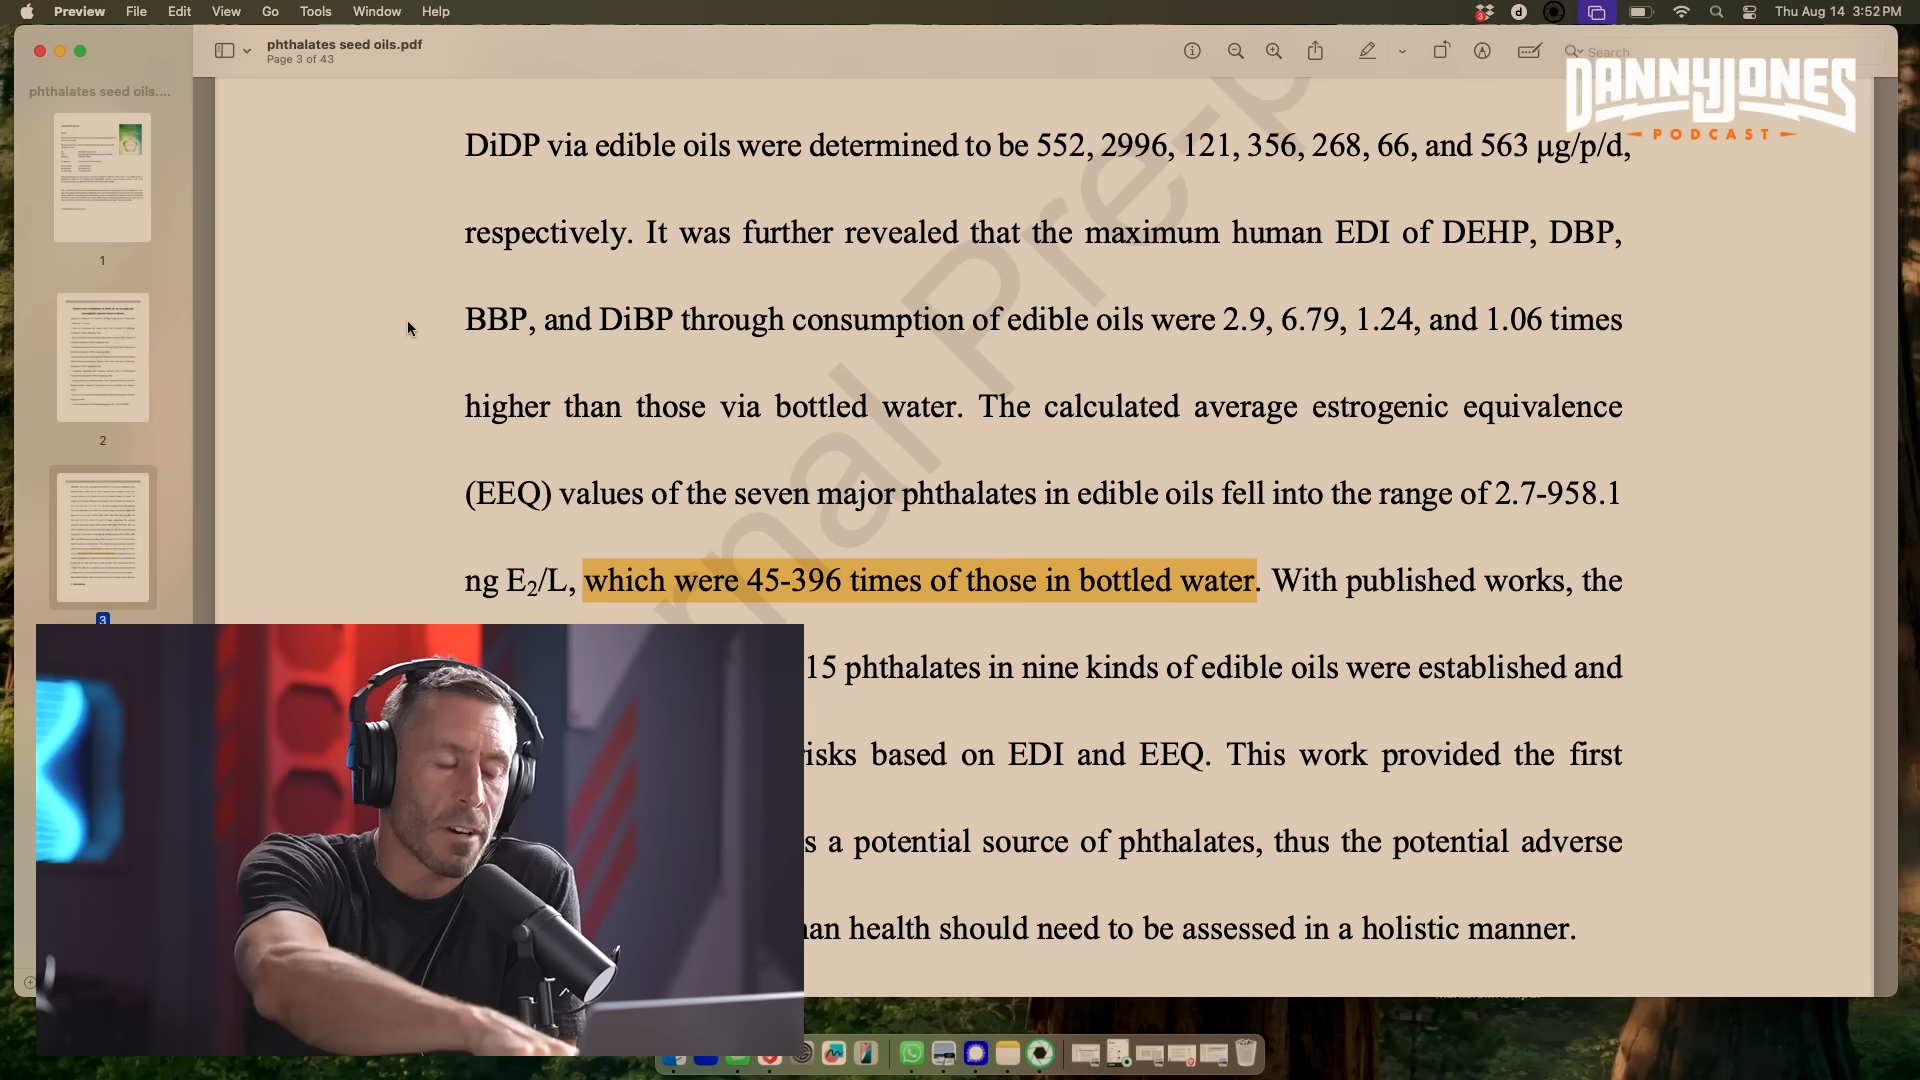 Preview File Edit View Go Tools Window Help
Thu Aug 14 3:52 PM
phthalates seed oils.pdf
Page 3 of 43
Search
DANNY JONES
PODCAST
phthalates seed oils....
1
2
3
DiDP via edible oils were determined to be 552, 2996, 121, 356, 268, 66, and 563 μg/p/d,
respectively. It was further revealed that the maximum human EDI of DEHP, DBP,
BBP, and DiBP through consumption of edible oils were 2.9, 6.79, 1.24, and 1.06 times
higher than those via bottled water. The calculated average estrogenic equivalence
(EEQ) values of the seven major phthalates in edible oils fell into the range of 2.7-958.1
ng E₂/L, which were 45-396 times of those in bottled water. With published works, the
15 phthalates in nine kinds of edible oils were established and
risks based on EDI and EEQ. This work provided the first
s a potential source of phthalates, thus the potential adverse
an health should need to be assessed in a holistic manner.
rnal Pre-p